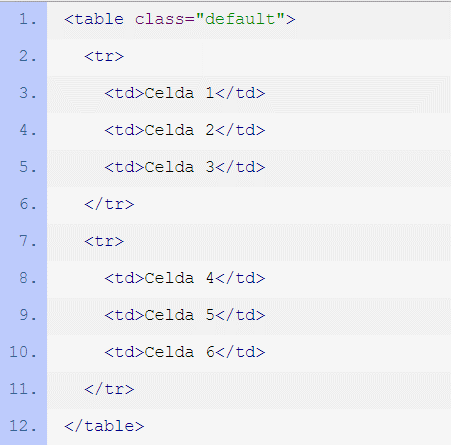 1. <table class="default">
2. <tr>
3. <td>Celda 1</td>
4. <td>Celda 2</td>
5. <td>Celda 3</td>
6. </tr>
7. <tr>
8. <td>Celda 4</td>
9. <td>Celda 5</td>
10. <td>Celda 6</td>
11. </tr>
12. </table>